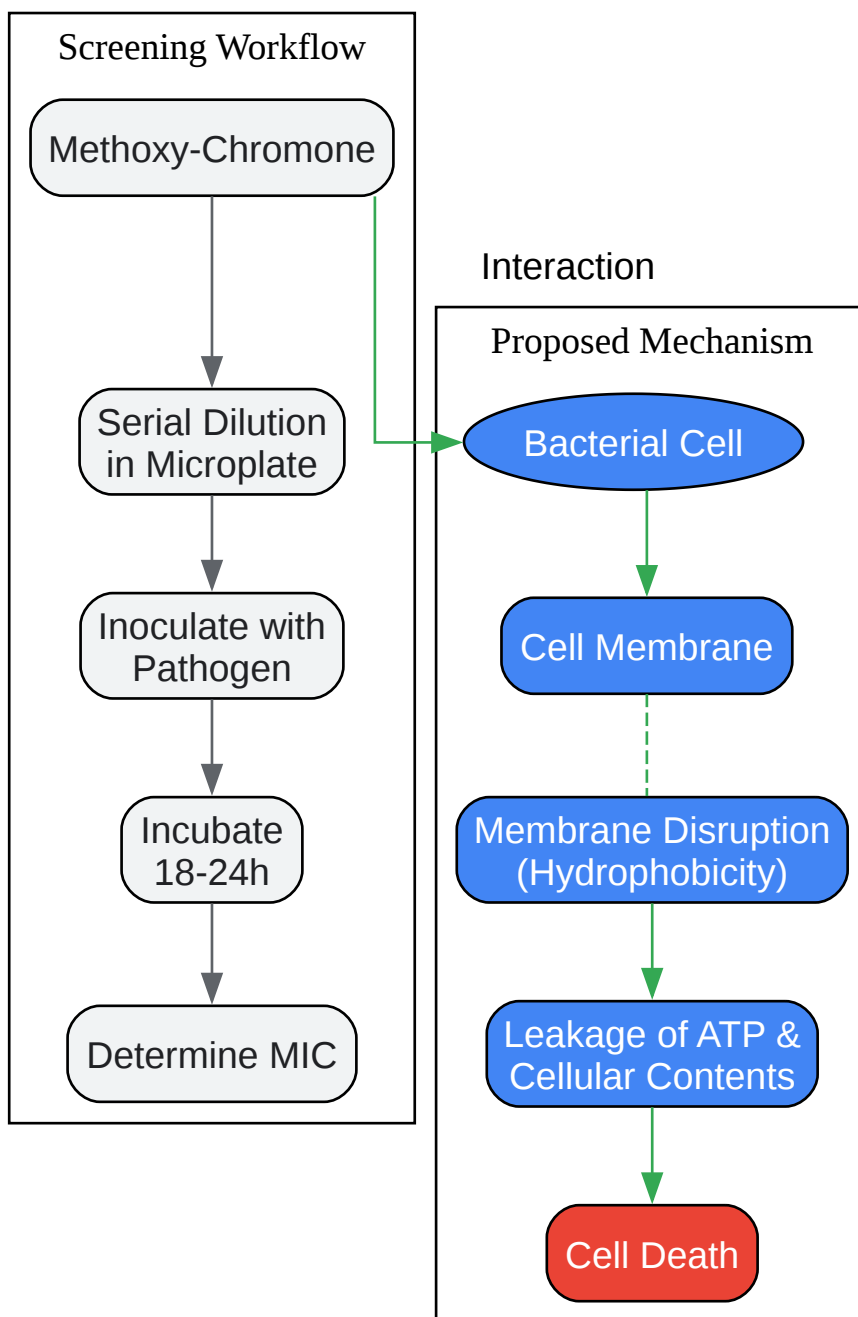 Screening Workflow
Methoxy-Chromone
Serial Dilution
in Microplate
Inoculate with
Pathogen
Incubate
18-24h
Determine MIC
Interaction
Proposed Mechanism
Bacterial Cell
Cell Membrane
Membrane Disruption
(Hydrophobicity)
Leakage of ATP &
Cellular Contents
Cell Death